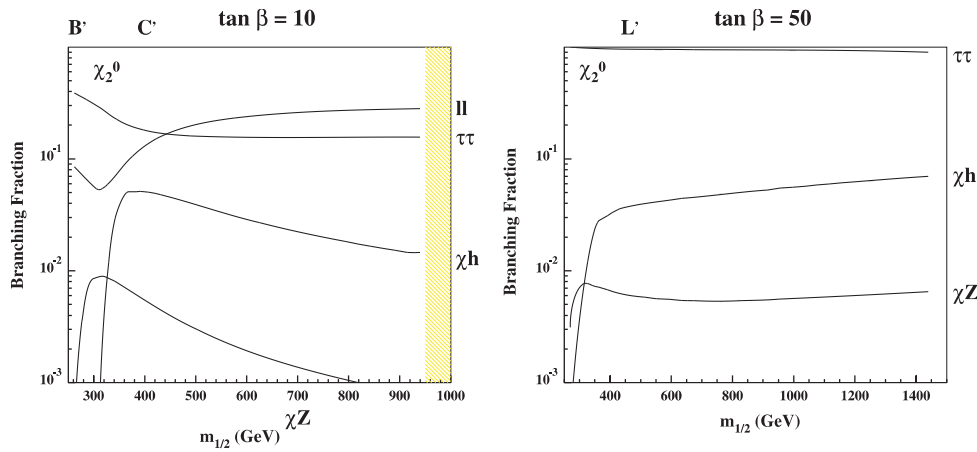 tan β = 10
B' C'
χ₂⁰
10⁻¹
10⁻²
10⁻³
Branching Fraction
ll
ττ
χh
χZ
300 400 500 600 700 800 900 1000
m₁/₂ (GeV)
tan β = 50
L'
χ₂⁰
10⁻¹
10⁻²
10⁻³
Branching Fraction
ττ
χh
χZ
400 600 800 1000 1200 1400
m₁/₂ (GeV)